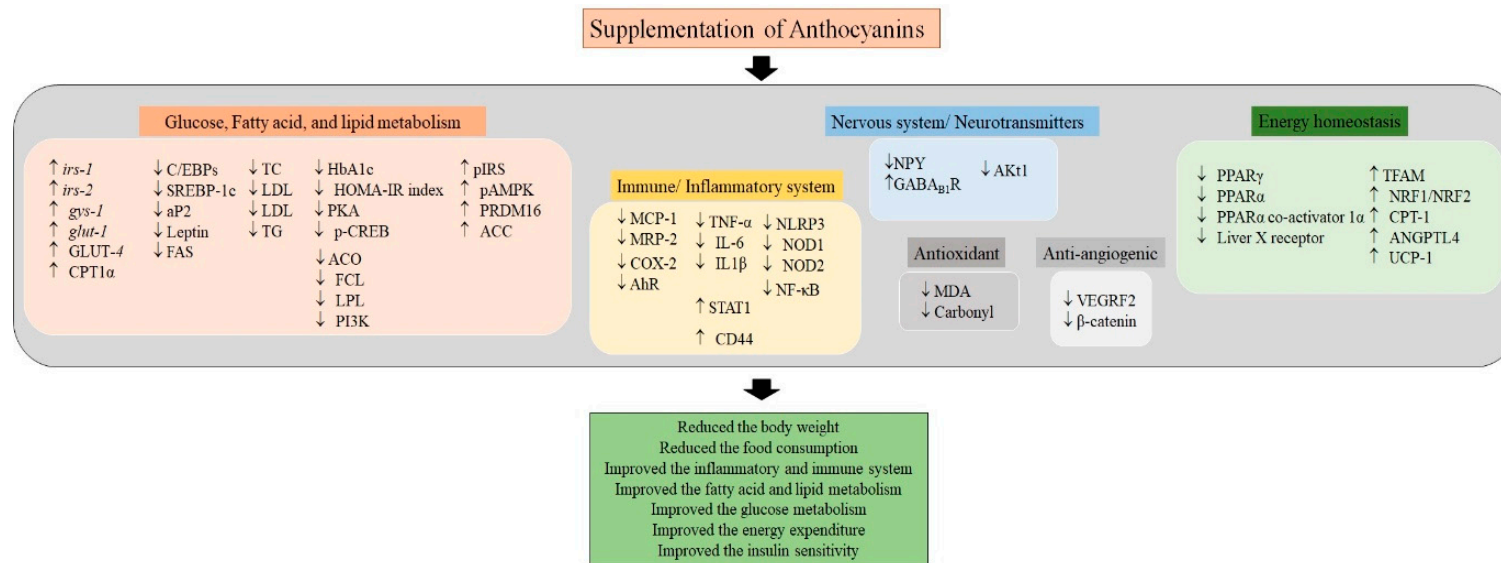 Supplementation of Anthocyanins
Glucose, Fatty acid, and lipid metabolism
↑ irs-1
↑ irs-2
↑ gys-1
↑ glut-1
↑ GLUT-4
↑ CPT1α
↓ C/EBPs
↓ SREBP-1c
↓ aP2
↓ Leptin
↓ FAS
↓ TC
↓ LDL
↓ LDL
↓ TG
↓ HbA1c
↓ HOMA-IR index
↓ PKA
↓ p-CREB
↓ ACO
↓ FCL
↓ LPL
↓ PI3K
↑ pIRS
↑ pAMPK
↑ PRDM16
↑ ACC
Immune/ Inflammatory system
↓ MCP-1
↓ MRP-2
↓ COX-2
↓ AhR
↓ TNF-α
↓ IL-6
↓ IL1β
↑ STAT1
↑ CD44
↓ NLRP3
↓ NOD1
↓ NOD2
↓ NF-κB
Nervous system/ Neurotransmitters
↓NPY
↑GABAB1R
↓ AKt1
Antioxidant
↓ MDA
↓ Carbonyl
Anti-angiogenic
↓ VEGRF2
↓ β-catenin
Energy homeostasis
↓ PPARγ
↓ PPARα
↓ PPARα co-activator 1α
↓ Liver X receptor
↑ TFAM
↑ NRF1/NRF2
↑ CPT-1
↑ ANGPTL4
↑ UCP-1
Reduced the body weight
Reduced the food consumption
Improved the inflammatory and immune system
Improved the fatty acid and lipid metabolism
Improved the glucose metabolism
Improved the energy expenditure
Improved the insulin sensitivity